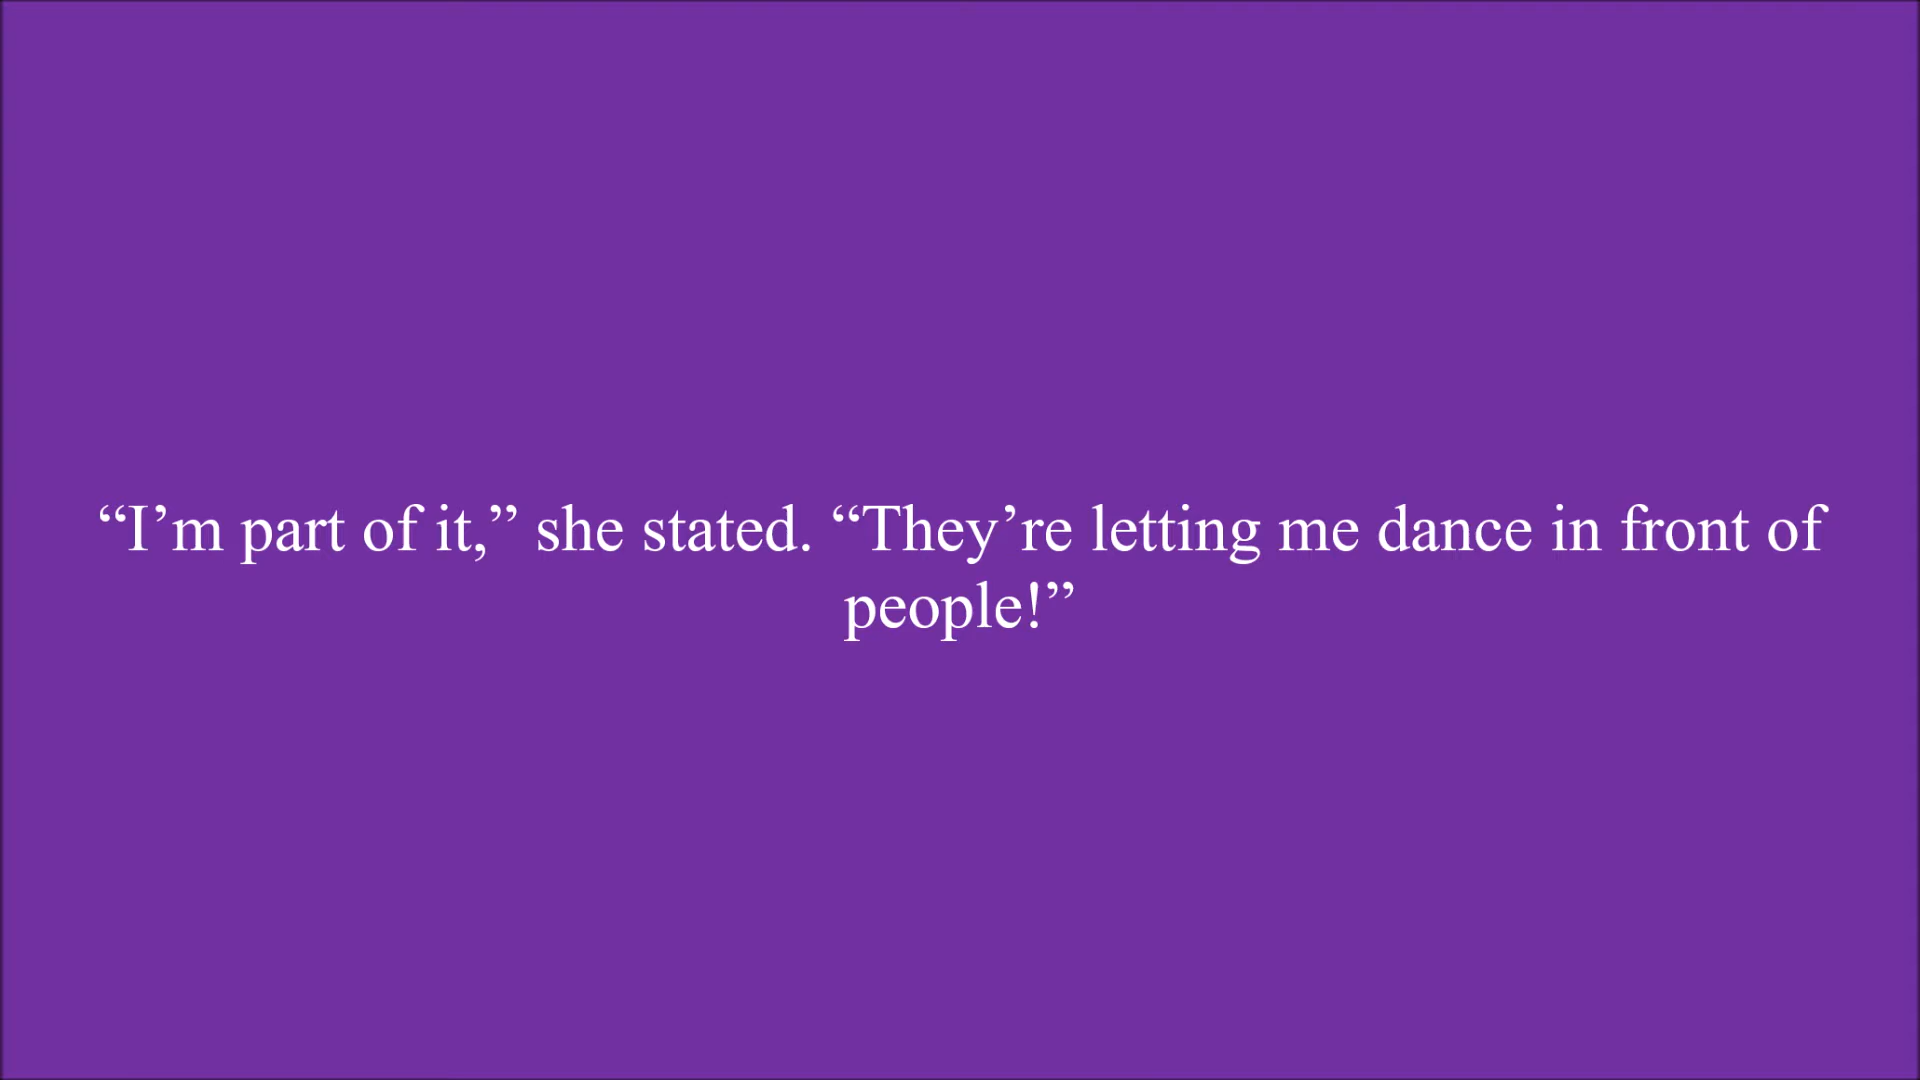 “I’m part of it,” she stated. “They’re letting me dance in front of
people!”